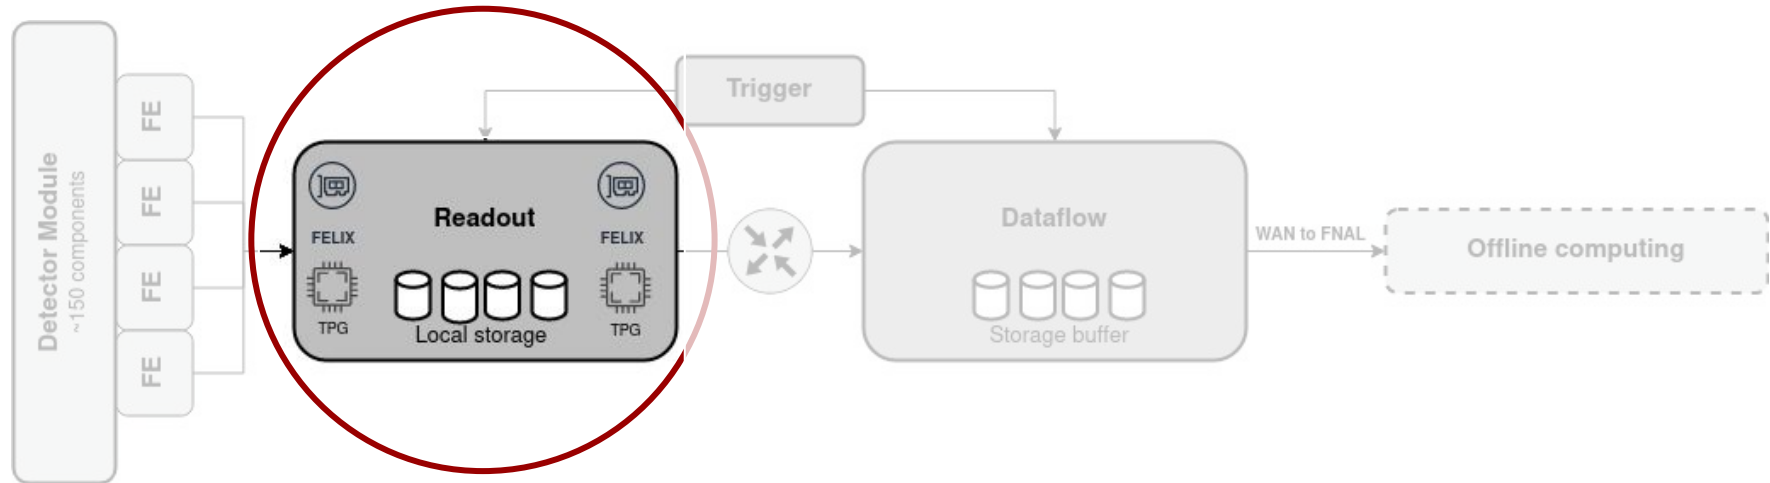 Detector Module
~150 components
FE
FE
FE
FE
Readout
FELIX
FELIX
TPG
TPG
Local storage
Trigger
Dataflow
Storage buffer
WAN to FNAL
Offline computing